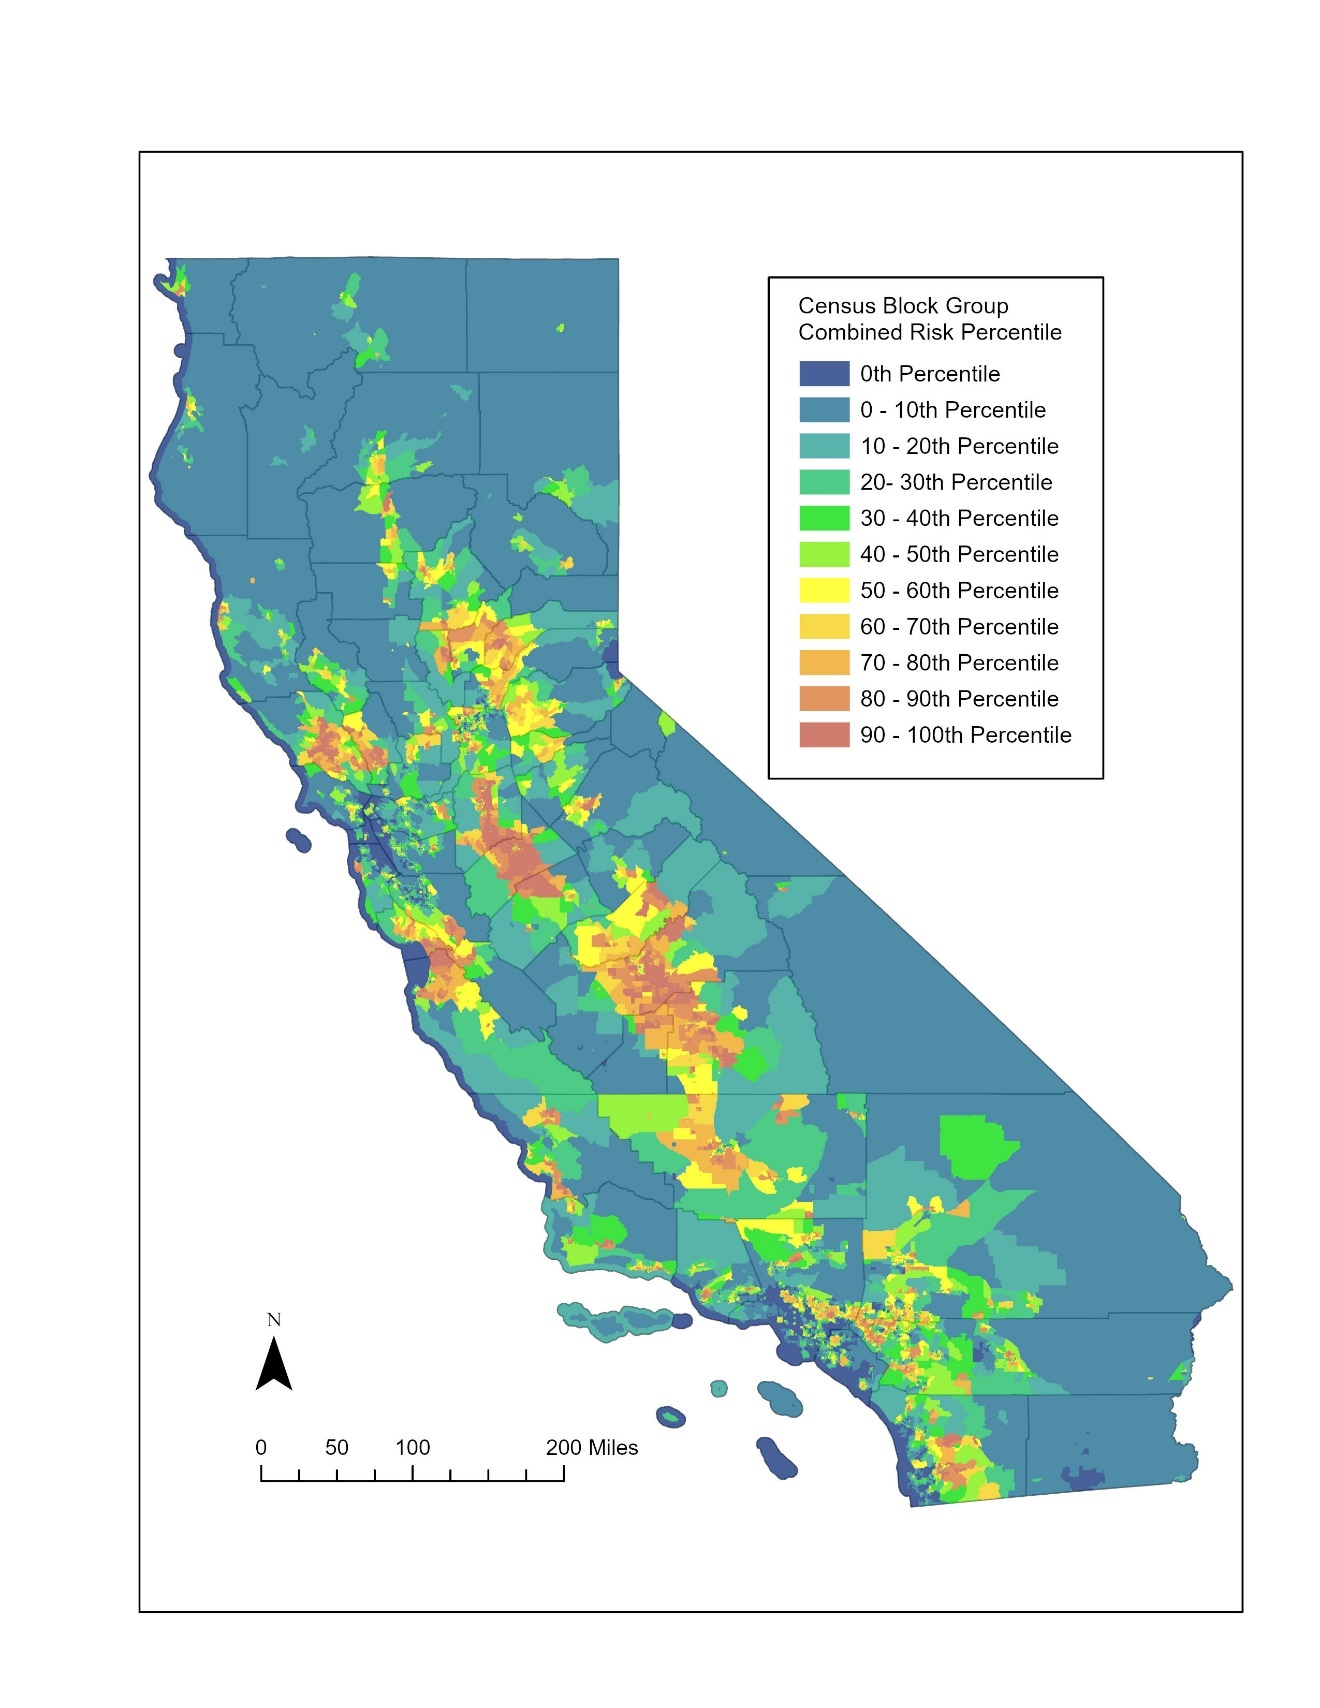 Census Block Group
Combined Risk Percentile
0th Percentile
0 - 10th Percentile
10 - 20th Percentile
20- 30th Percentile
30 - 40th Percentile
40 - 50th Percentile
50 - 60th Percentile
60 - 70th Percentile
70 - 80th Percentile
80 - 90th Percentile
90 - 100th Percentile
N
0 50 100 200 Miles